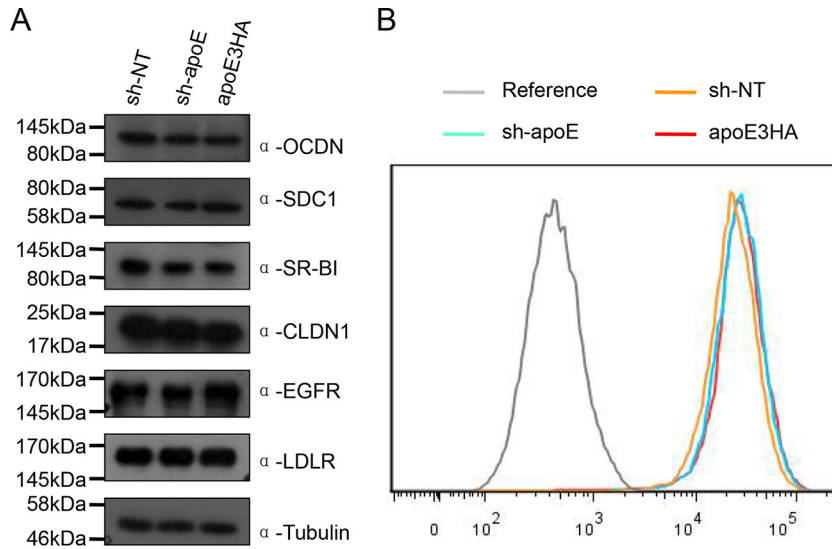 A
B
sh-NT
sh-apoE
apoE3HA
145kDa
80kDa
α-OCDN
80kDa
58kDa
α-SDC1
145kDa
80kDa
α-SR-BI
25kDa
17kDa
α-CLDN1
170kDa
145kDa
α-EGFR
170kDa
145kDa
α-LDLR
58kDa
46kDa
α-Tubulin
Reference
sh-NT
sh-apoE
apoE3HA
0 10² 10³ 10⁴ 10⁵